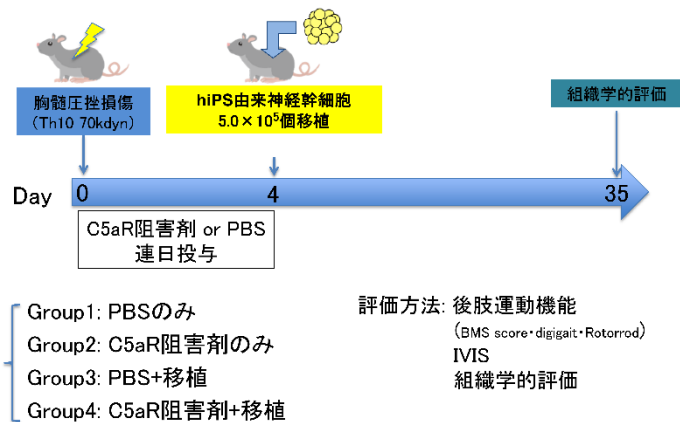 胸髄圧挫損傷
(Th10 70kdyn)
hiPS由来神経幹細胞
5.0×10⁵個移植
組織学的評価
Day 0 4 35
C5aR阻害剤 or PBS
連日投与
Group1: PBSのみ
Group2: C5aR阻害剤のみ
Group3: PBS+移植
Group4: C5aR阻害剤+移植
評価方法: 後肢運動機能
(BMS score・digigait・Rotorrod)
IVIS
組織学的評価